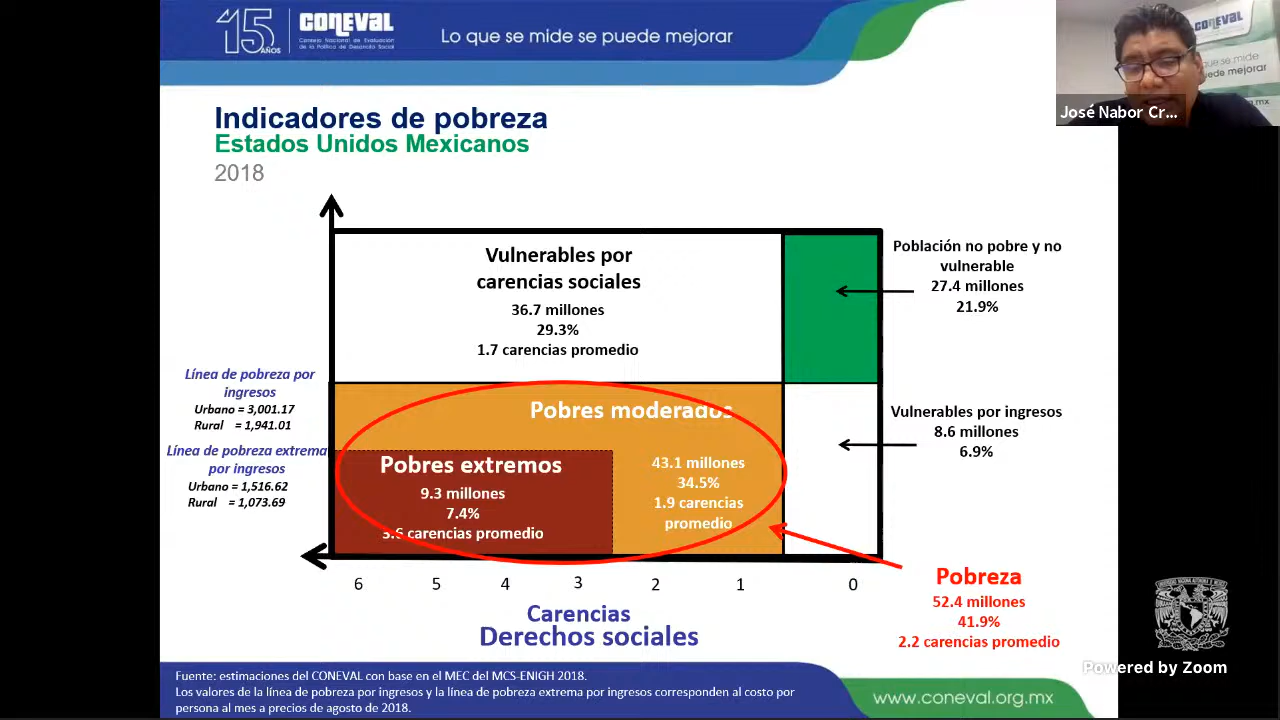 15 AÑOS
CONEVAL
Consejo Nacional de Evaluación
de la Política de Desarrollo Social
Lo que se mide se puede mejorar
CONEVAL
que se mide
puede mejorar
José Nabor Cr...
Indicadores de pobreza
Estados Unidos Mexicanos
2018
Vulnerables por
carencias sociales
36.7 millones
29.3%
1.7 carencias promedio
Población no pobre y no
vulnerable
27.4 millones
21.9%
Línea de pobreza por
ingresos
Urbano = 3,001.17
Rural = 1,941.01
Línea de pobreza extrema
por ingresos
Urbano = 1,516.62
Rural = 1,073.69
Pobres moderados
43.1 millones
34.5%
1.9 carencias
promedio
Pobres extremos
9.3 millones
7.4%
3.6 carencias promedio
Vulnerables por ingresos
8.6 millones
6.9%
6 5 4 3 2 1 0
Carencias
Derechos sociales
Pobreza
52.4 millones
41.9%
2.2 carencias promedio
Powered by Zoom
Fuente: estimaciones del CONEVAL con base en el MEC del MCS-ENIGH 2018.
Los valores de la línea de pobreza por ingresos y la línea de pobreza extrema por ingresos corresponden al costo por
persona al mes a precios de agosto de 2018.
www.coneval.org.mx